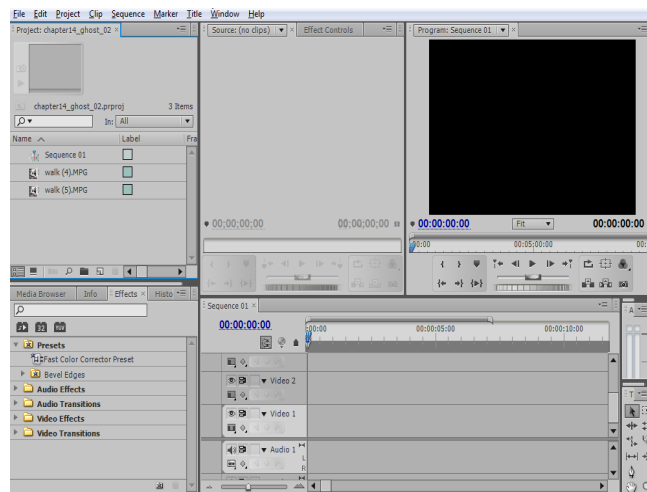 File Edit Project Clip Sequence Marker Title Window Help
Project: chapter14_ghost_02 ×
Source: (no clips) × Effect Controls
Program: Sequence 01 ×
chapter14_ghost_02.prproj 3 Items
In: All
Name Label Fra
Sequence 01
walk (4).MPG
walk (5).MPG
00;00;00;00 00;00;00;00
00:00:00:00 Fit 00:00:00:00
00:00 00:05:00:00 00:
Media Browser Info Effects × Histo
Presets
Fast Color Corrector Preset
Bevel Edges
Audio Effects
Audio Transitions
Video Effects
Video Transitions
Sequence 01 ×
00:00:00:00 :00:00 00:00:05:00 00:00:10:00
Video 2
Video 1
Audio 1
L
R
A
T